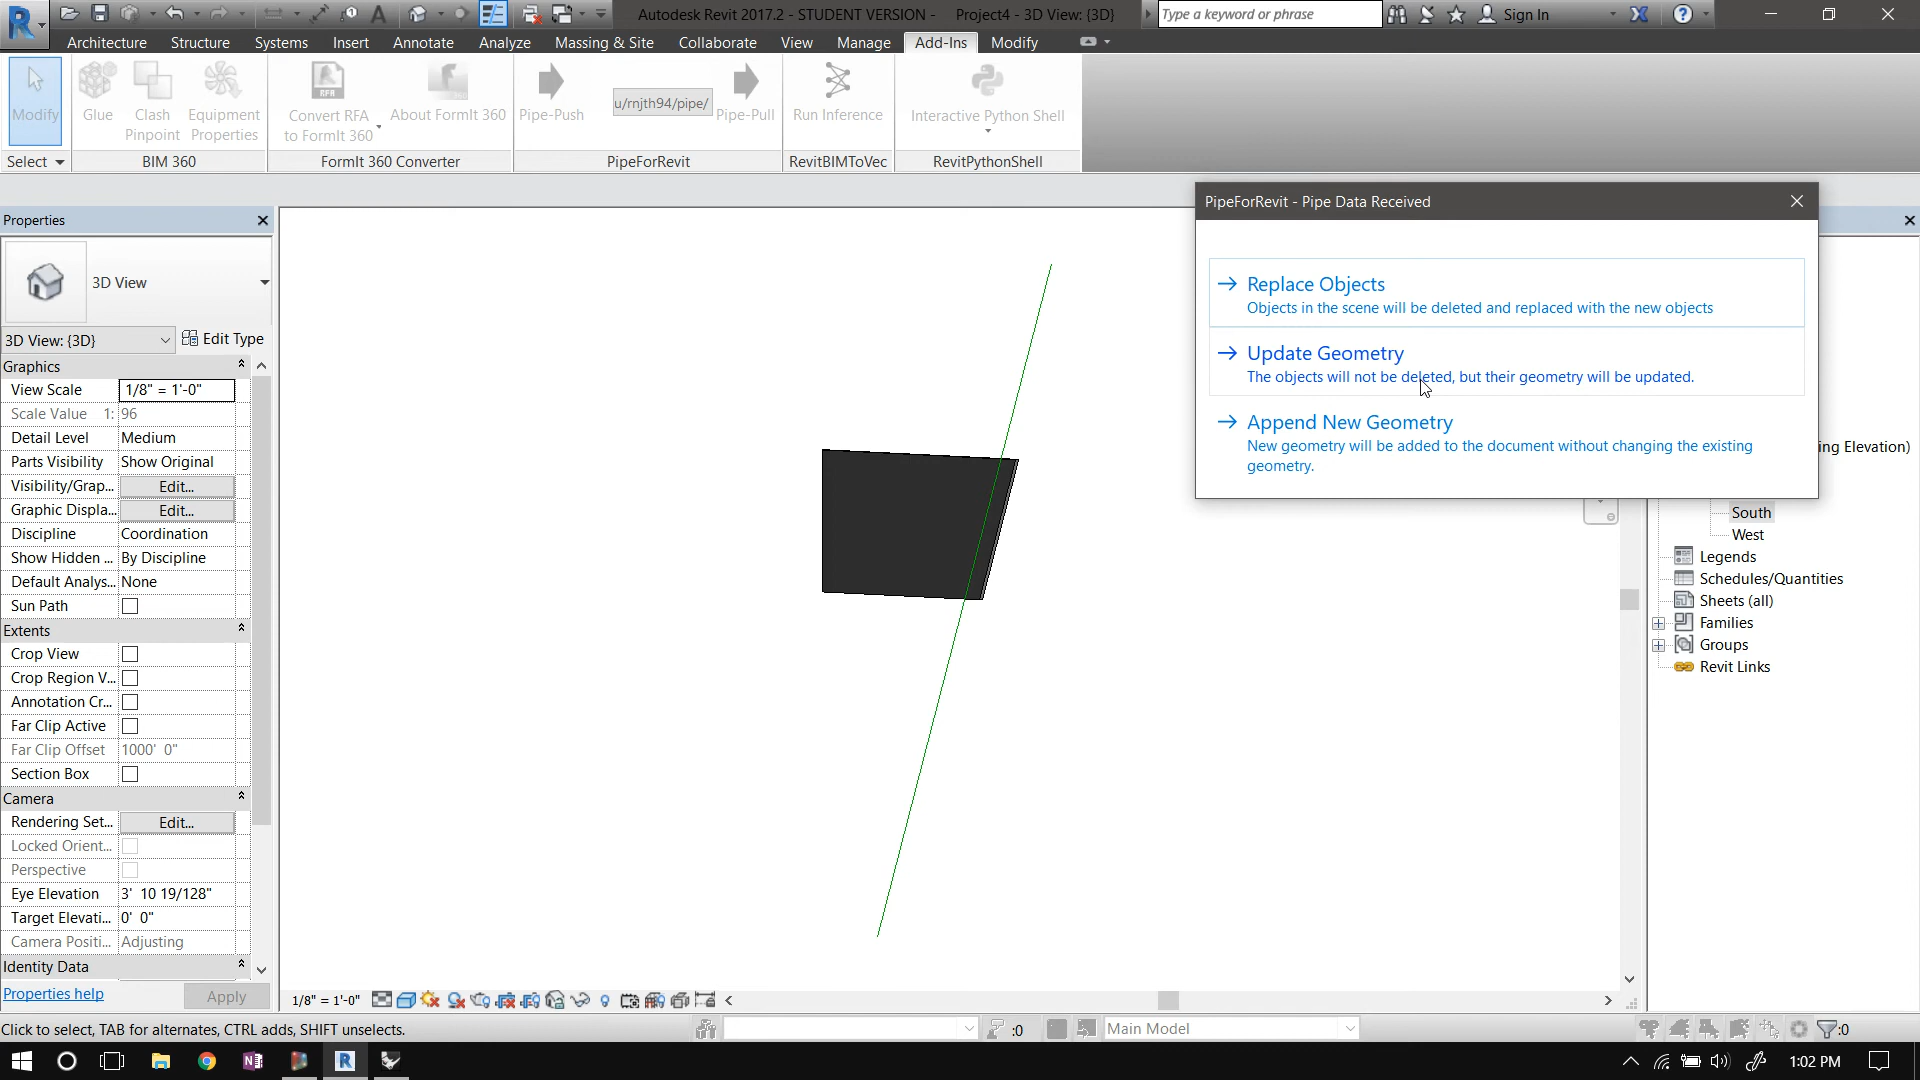 Autodesk Revit 2017.2 - STUDENT VERSION - Project4 - 3D View: {3D}
Type a keyword or phrase
Sign In
Architecture Structure Systems Insert Annotate Analyze Massing & Site Collaborate View Manage Add-Ins Modify
Modify
Glue
Clash
Pinpoint
Equipment
Properties
Convert RFA
to FormIt 360
About FormIt 360
Pipe-Push
u/rnjth94/pipe/
Pipe-Pull
Run Inference
Interactive Python Shell
Select
BIM 360
FormIt 360 Converter
PipeForRevit
RevitBIMToVec
RevitPythonShell
Properties
3D View
3D View: {3D}
Edit Type
Graphics
View Scale 1/8" = 1'-0"
Scale Value 1: 96
Detail Level Medium
Parts Visibility Show Original
Visibility/Grap... Edit...
Graphic Displa... Edit...
Discipline Coordination
Show Hidden ... By Discipline
Default Analys... None
Sun Path
Extents
Crop View
Crop Region V...
Annotation Cr...
Far Clip Active
Far Clip Offset 1000' 0"
Section Box
Camera
Rendering Set... Edit...
Locked Orient...
Perspective
Eye Elevation 3' 10 19/128"
Target Elevati... 0' 0"
Camera Positi... Adjusting
Identity Data
Properties help
Apply
PipeForRevit - Pipe Data Received
Replace Objects
Objects in the scene will be deleted and replaced with the new objects
Update Geometry
The objects will not be deleted, but their geometry will be updated.
Append New Geometry
New geometry will be added to the document without changing the existing
geometry.
ing Elevation)
South
West
Legends
Schedules/Quantities
Sheets (all)
Families
Groups
Revit Links
1/8" = 1'-0"
Click to select, TAB for alternates, CTRL adds, SHIFT unselects.
:0
Main Model
:0
1:02 PM